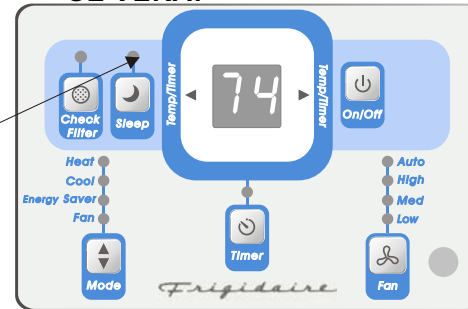 Temp/Timer
74
Temp/Timer
Check
Filter
Sleep
On/Off
Heat
Cool
Energy Saver
Fan
Auto
High
Med
Low
Mode
Timer
Fan
Frigidaire